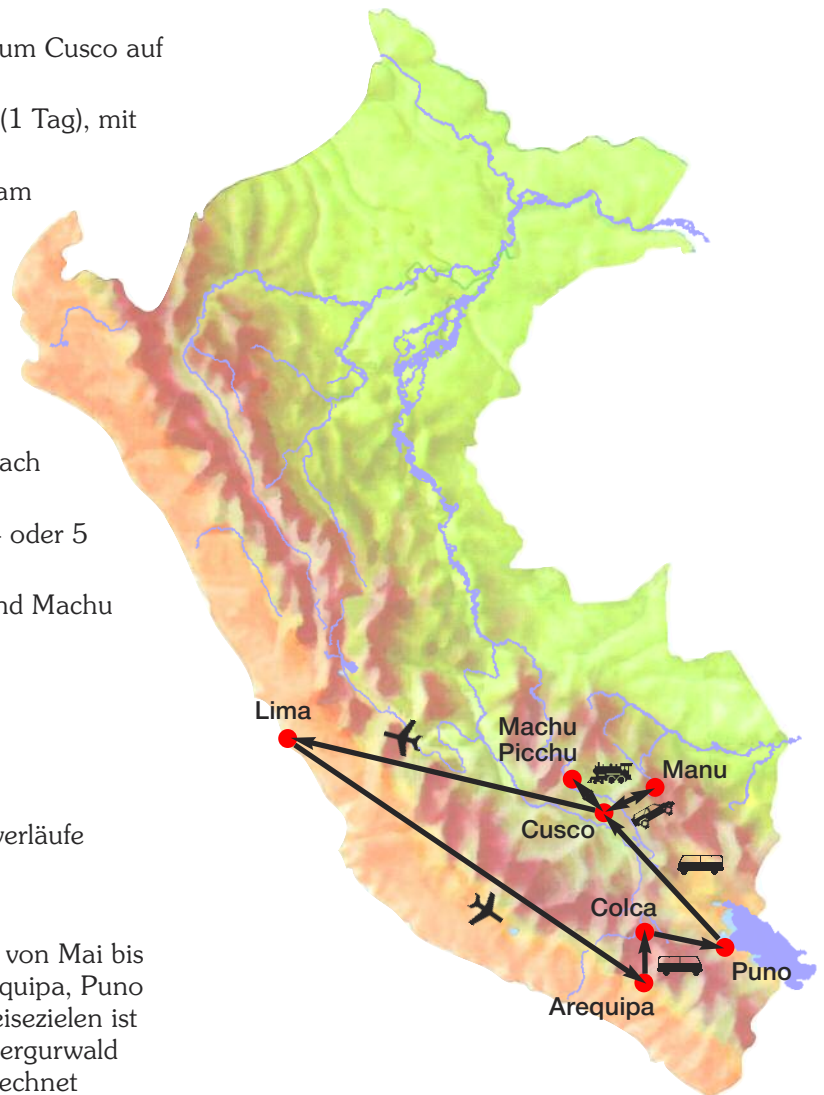 um Cusco auf
(1 Tag), mit
am
ach
oder 5
nd Machu
verläufe
von Mai bis
quipa, Puno
eisezielen ist
ergurwald
echnet
Lima
Machu
Picchu
Manu
Cusco
Colca
Puno
Arequipa